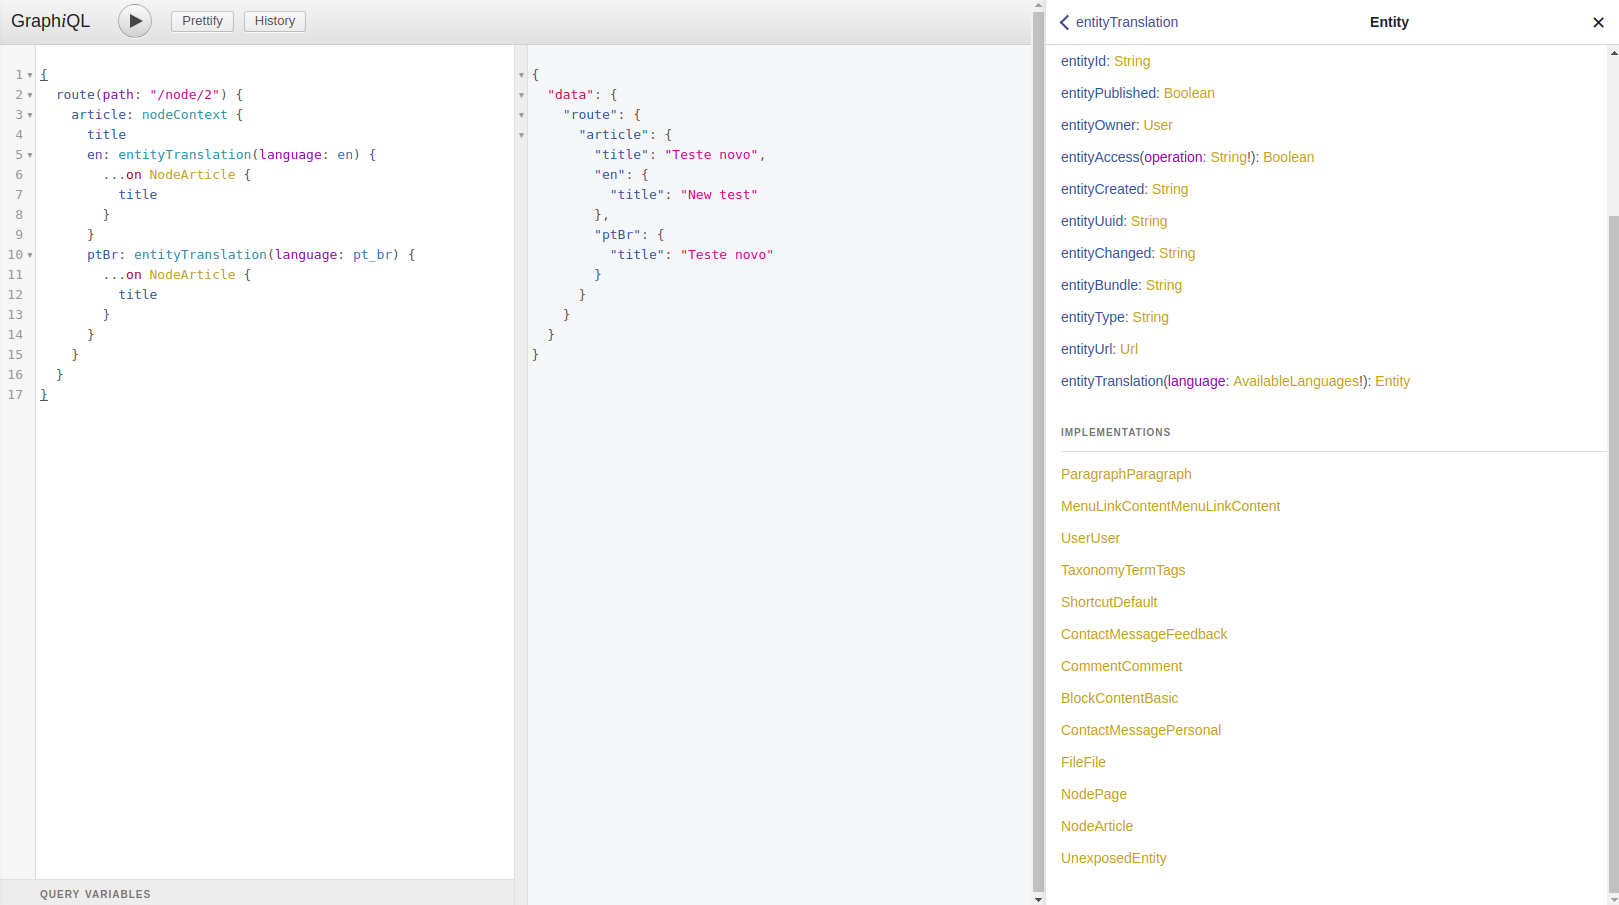 GraphiQL
Prettify
History
1 {
2   route(path: "/node/2") {
3     article: nodeContext {
4       title
5       en: entityTranslation(language: en) {
6         ...on NodeArticle {
7           title
8         }
9       }
10       ptBr: entityTranslation(language: pt_br) {
11         ...on NodeArticle {
12           title
13         }
14       }
15     }
16   }
17 }
QUERY VARIABLES
{
  "data": {
    "route": {
      "article": {
        "title": "Teste novo",
        "en": {
          "title": "New test"
        },
        "ptBr": {
          "title": "Teste novo"
        }
      }
    }
  }
}
entityTranslation
Entity
✕
entityId: String
entityPublished: Boolean
entityOwner: User
entityAccess(operation: String!): Boolean
entityCreated: String
entityUuid: String
entityChanged: String
entityBundle: String
entityType: String
entityUrl: Url
entityTranslation(language: AvailableLanguages!): Entity
IMPLEMENTATIONS
ParagraphParagraph
MenuLinkContentMenuLinkContent
UserUser
TaxonomyTermTags
ShortcutDefault
ContactMessageFeedback
CommentComment
BlockContentBasic
ContactMessagePersonal
FileFile
NodePage
NodeArticle
UnexposedEntity